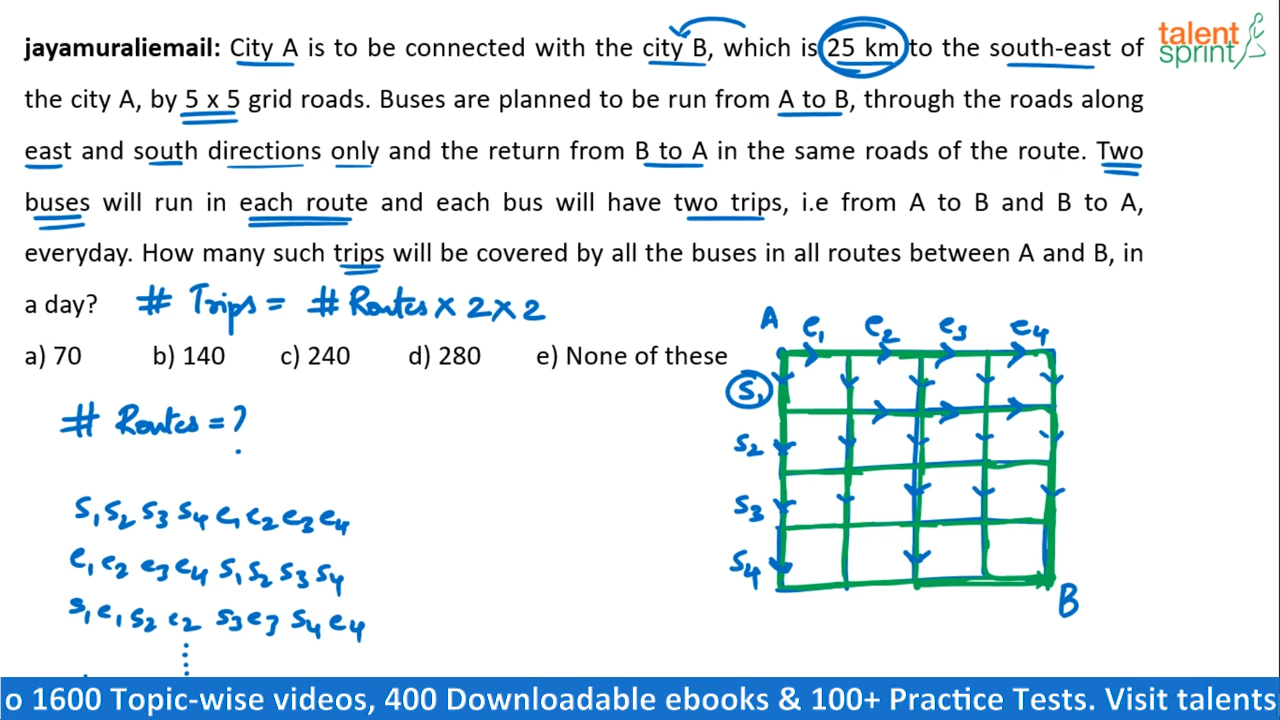 talent
sprint
jayamuraliemail: City A is to be connected with the city B, which is 25 km to the south-east of
the city A, by 5 x 5 grid roads. Buses are planned to be run from A to B, through the roads along
east and south directions only and the return from B to A in the same roads of the route. Two
buses will run in each route and each bus will have two trips, i.e from A to B and B to A,
everyday. How many such trips will be covered by all the buses in all routes between A and B, in
a day? # Trips = # Routes x 2 x 2
a) 70 b) 140 c) 240 d) 280 e) None of these
A e1 e2 e3 e4
S1
S2
S3
S4
B
# Routes = ?
S1 S2 S3 S4 e1 e2 e3 e4
e1 e2 e3 e4 S1 S2 S3 S4
S1 e1 S2 e2 S3 e3 S4 e4
o 1600 Topic-wise videos, 400 Downloadable ebooks & 100+ Practice Tests. Visit talents